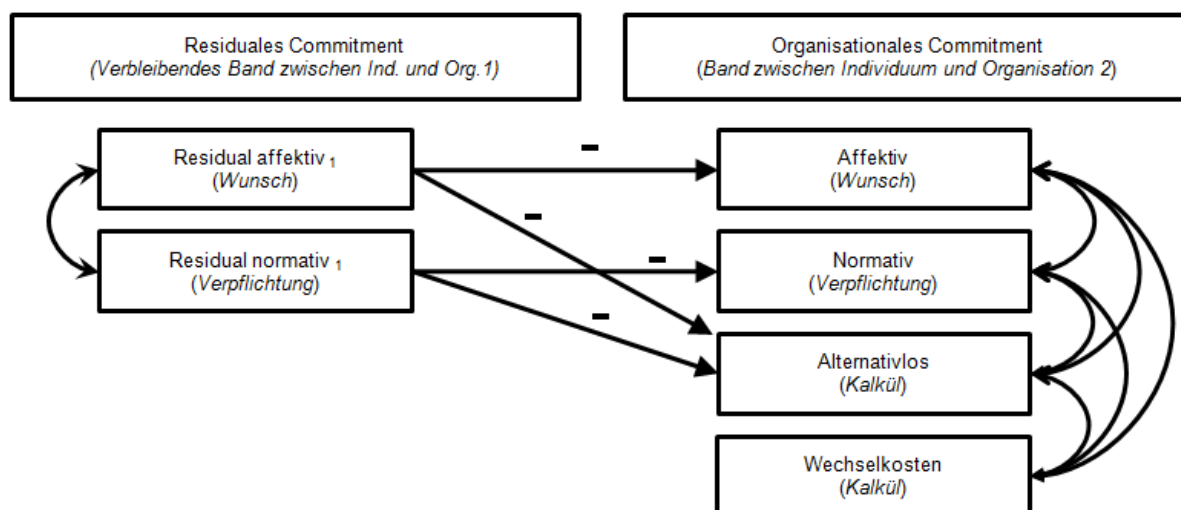 Residuales Commitment
(Verbleibendes Band zwischen Ind. und Org.1)
Organisationales Commitment
(Band zwischen Individuum und Organisation 2)
Residual affektiv 1
(Wunsch)
-
Affektiv
(Wunsch)
-
Residual normativ 1
(Verpflichtung)
-
Normativ
(Verpflichtung)
-
Alternativlos
(Kalkül)
Wechselkosten
(Kalkül)